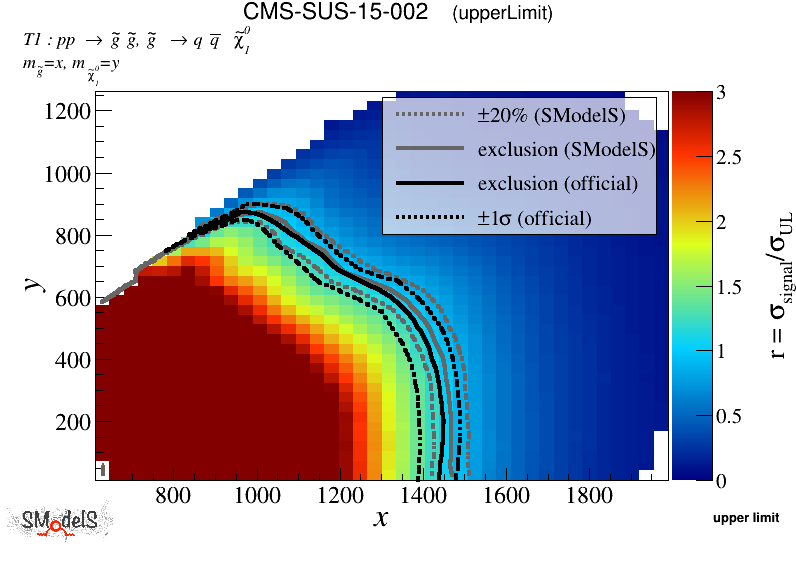 CMS-SUS-15-002 (upperLimit)
T1 : pp → g̃ g̃, g̃ → q q̅ χ̃₁⁰
m_g̃=x, m_χ̃₁⁰=y
±20% (SModelS)
exclusion (SModelS)
exclusion (official)
±1σ (official)
1200
1000
800
600
400
200
y
800 1000 1200 1400 1600 1800
x
3
2.5
2
1.5
1
0.5
0
r = σ_signal/σ_UL
SModelS
upper limit